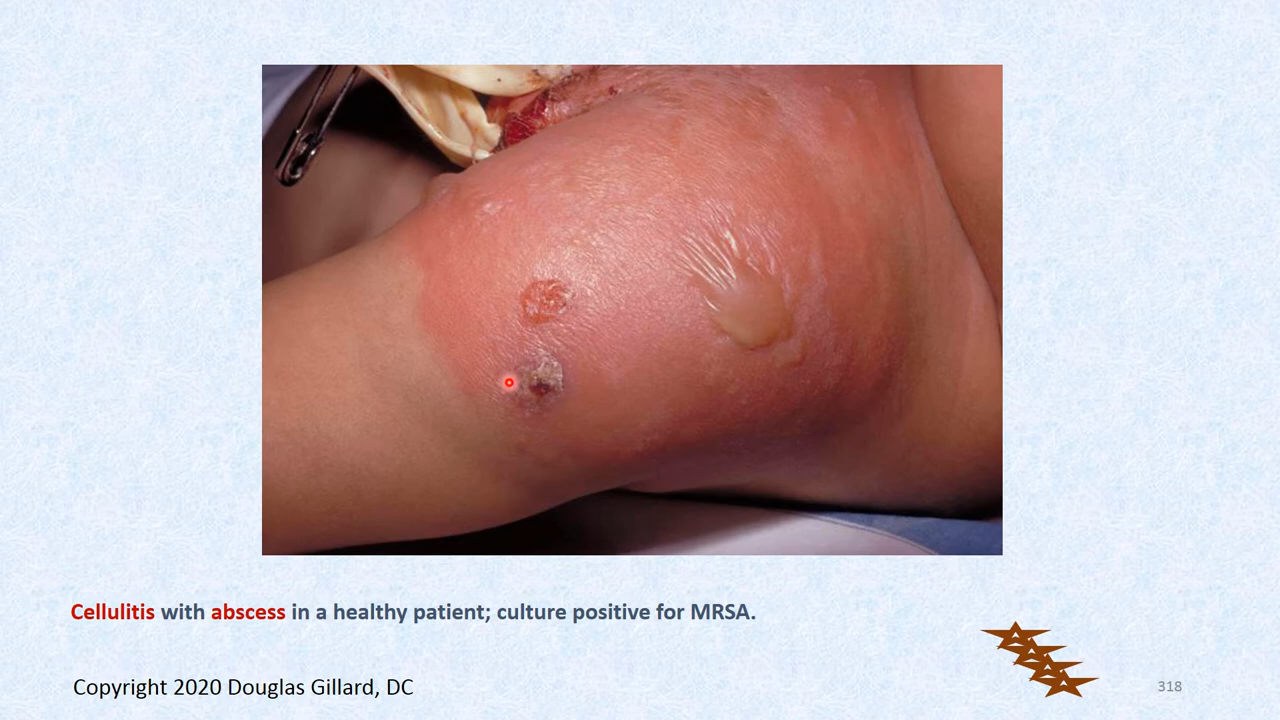 Cellulitis with abscess in a healthy patient; culture positive for MRSA.
Copyright 2020 Douglas Gillard, DC
318